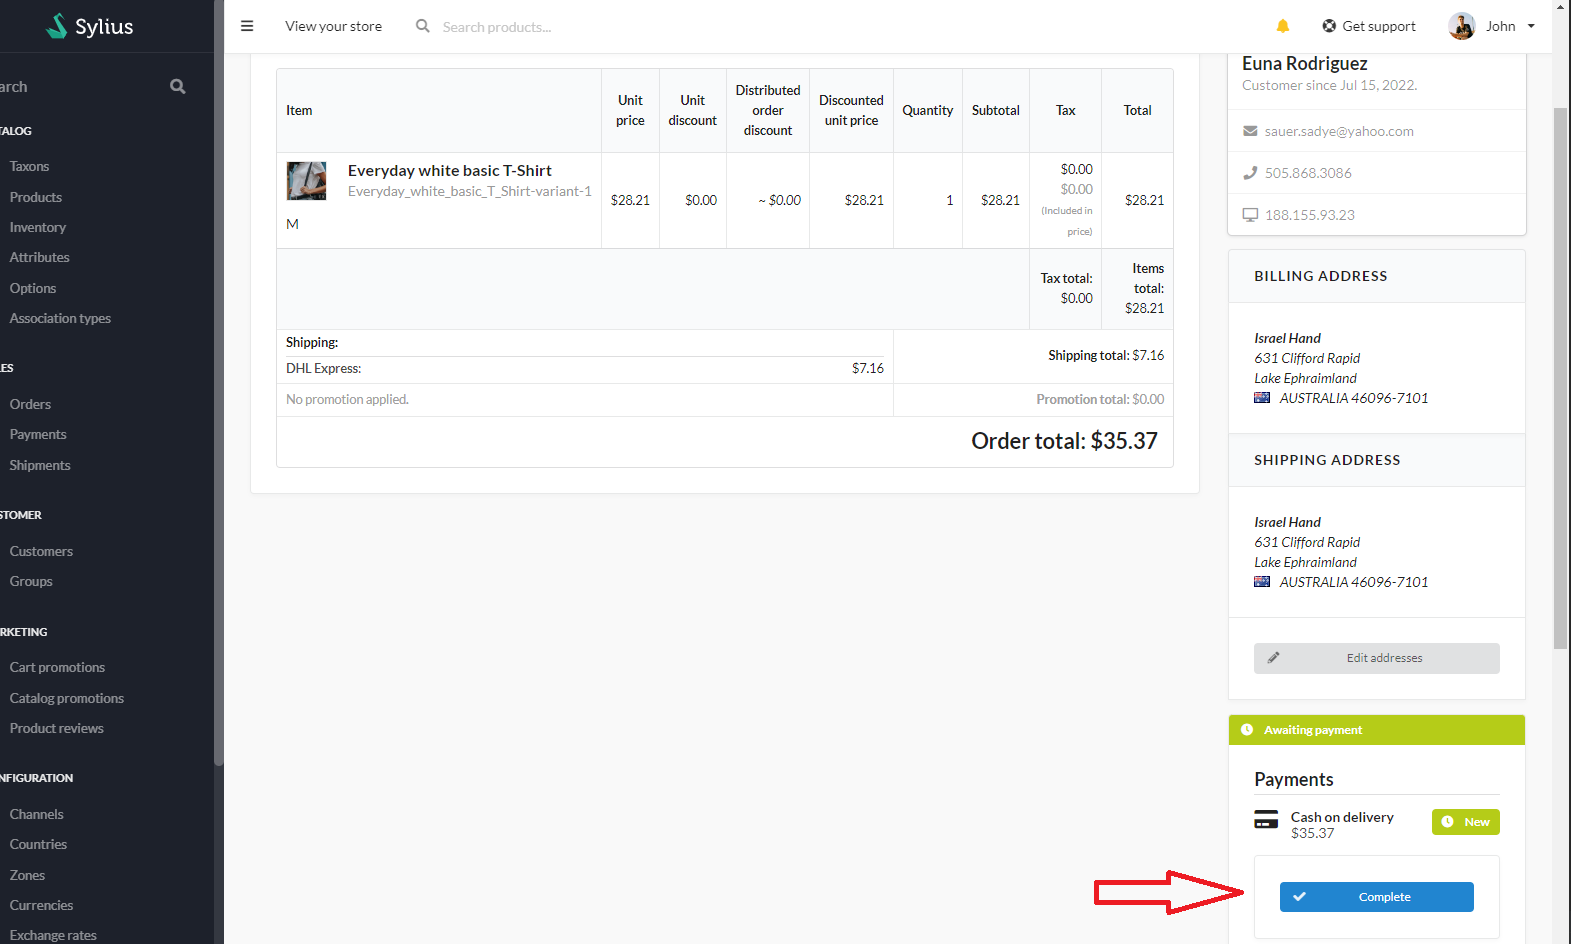 Sylius
View your store
Search products...
Get support
John
arch
TALOG
Taxons
Products
Inventory
Attributes
Options
Association types
LES
Orders
Payments
Shipments
STOMER
Customers
Groups
RKETING
Cart promotions
Catalog promotions
Product reviews
NFIGURATION
Channels
Countries
Zones
Currencies
Exchange rates
Item
Unit price
Unit discount
Distributed order discount
Discounted unit price
Quantity
Subtotal
Tax
Total
Everyday white basic T-Shirt
Everyday_white_basic_T_Shirt-variant-1
M
$28.21
$0.00
~ $0.00
$28.21
1
$28.21
$0.00
$0.00
(Included in price)
$28.21
Tax total:
$0.00
Items total:
$28.21
Shipping:
DHL Express: $7.16
Shipping total: $7.16
No promotion applied.
Promotion total: $0.00
Order total: $35.37
Euna Rodriguez
Customer since Jul 15, 2022.
sauer.sadye@yahoo.com
505.868.3086
188.155.93.23
BILLING ADDRESS
Israel Hand
631 Clifford Rapid
Lake Ephraimland
AUSTRALIA 46096-7101
SHIPPING ADDRESS
Israel Hand
631 Clifford Rapid
Lake Ephraimland
AUSTRALIA 46096-7101
Edit addresses
Awaiting payment
Payments
Cash on delivery
$35.37
New
Complete